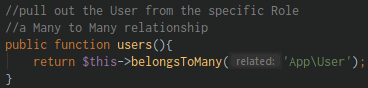 //pull out the User from the specific Role
//a Many to Many relationship
public function users(){
return $this->belongsToMany( related: 'App\User');
}